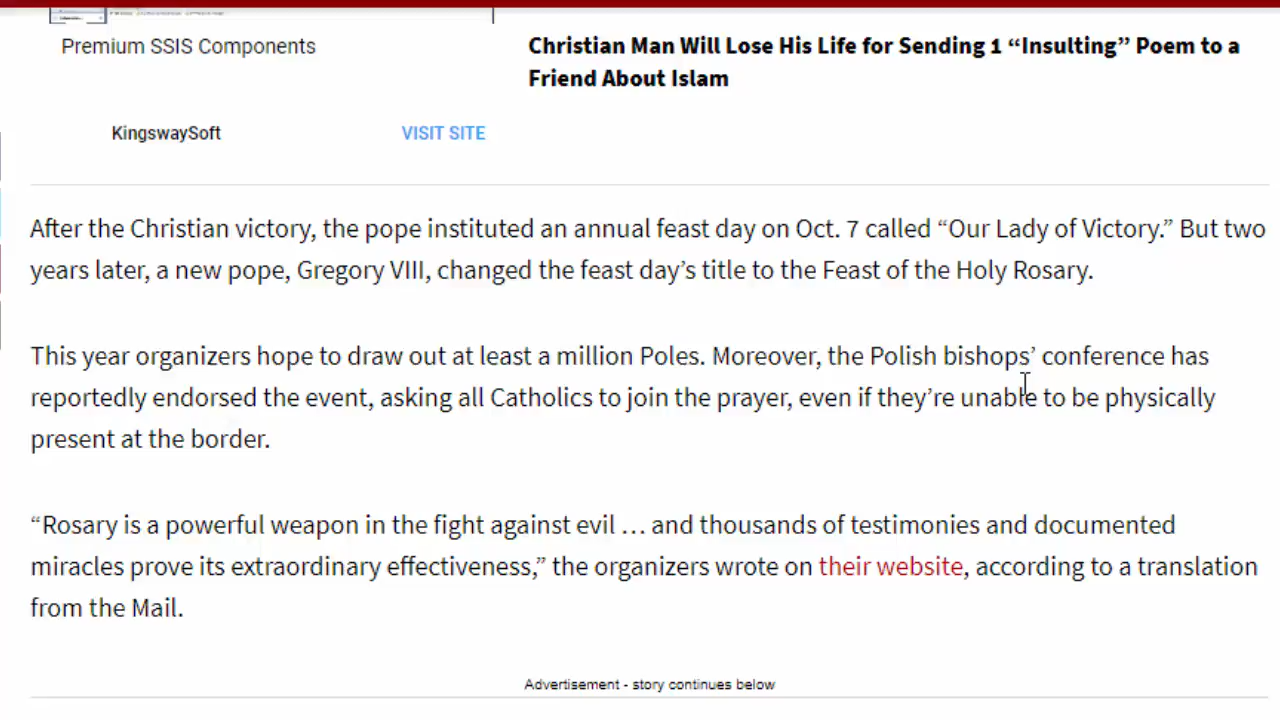 Premium SSIS Components
KingswaySoft
VISIT SITE
Christian Man Will Lose His Life for Sending 1 “Insulting” Poem to a
Friend About Islam
After the Christian victory, the pope instituted an annual feast day on Oct. 7 called “Our Lady of Victory.” But two
years later, a new pope, Gregory VIII, changed the feast day’s title to the Feast of the Holy Rosary.
This year organizers hope to draw out at least a million Poles. Moreover, the Polish bishops’ conference has
reportedly endorsed the event, asking all Catholics to join the prayer, even if they’re unable to be physically
present at the border.
“Rosary is a powerful weapon in the fight against evil … and thousands of testimonies and documented
miracles prove its extraordinary effectiveness,” the organizers wrote on their website, according to a translation
from the Mail.
Advertisement - story continues below